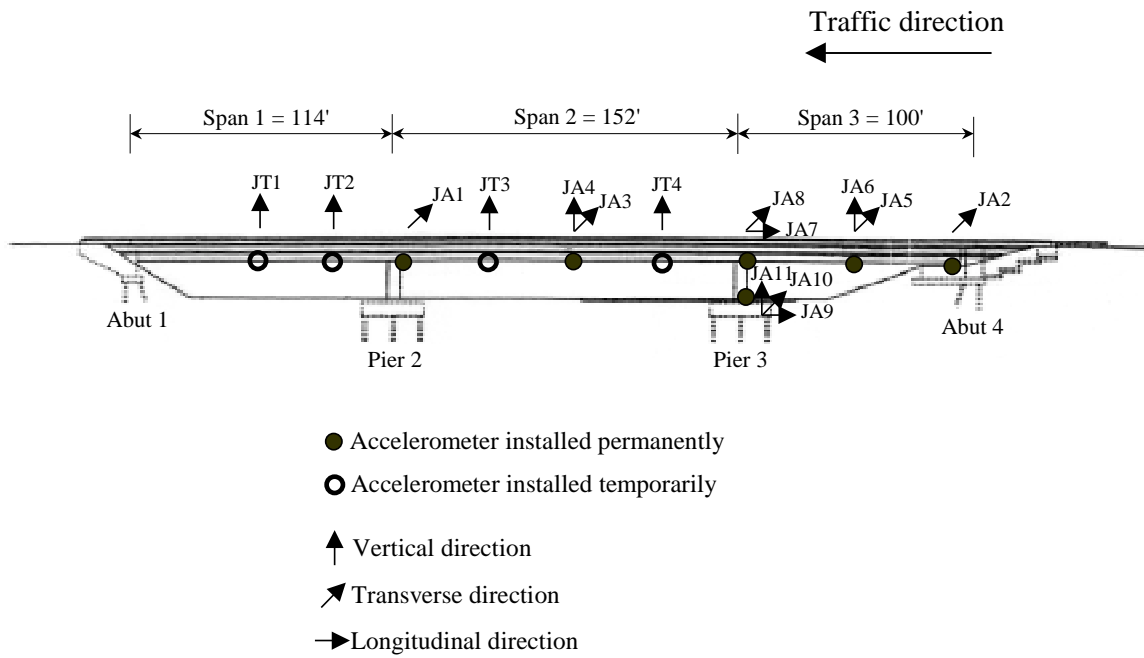 Traffic direction
Span 1 = 114'
Span 2 = 152'
Span 3 = 100'
JT1
JT2
JA1
JT3
JA4
JA3
JT4
JA8
JA7
JA6
JA5
JA2
JA11
JA10
JA9
Abut 1
Pier 2
Pier 3
Abut 4
Accelerometer installed permanently
Accelerometer installed temporarily
Vertical direction
Transverse direction
Longitudinal direction